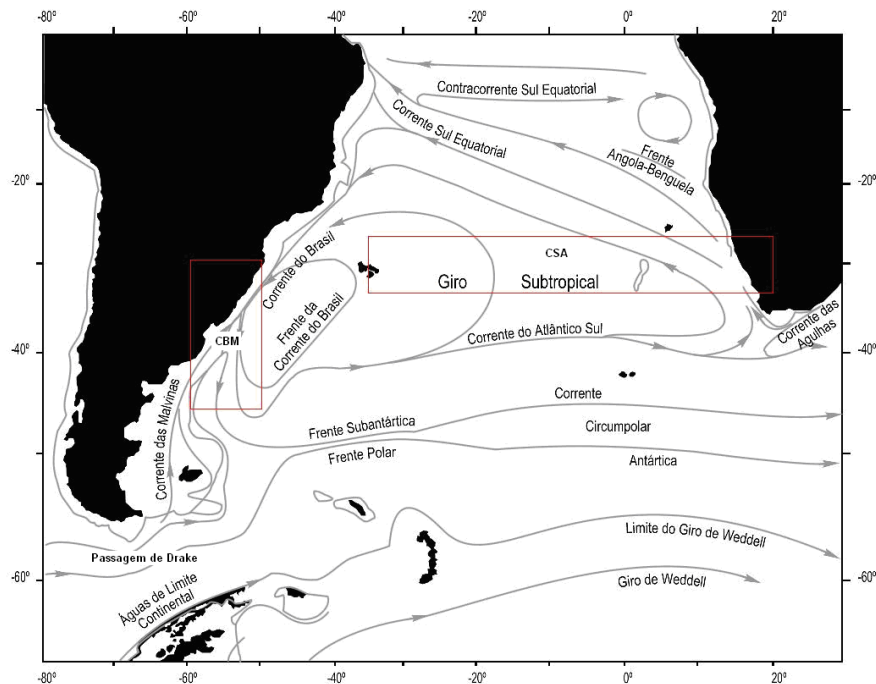 -80º -60º -40º -20º 0º 20º
Contracorrente Sul Equatorial
Corrente Sul Equatorial
Frente
Angola-Benguela
-20º
-20º
Corrente do Brasil
CSA
Giro Subtropical
Frente da
Corrente do Brasil
CBM
Corrente do Atlântico Sul
Corrente das
Agulhas
-40º
-40º
Corrente das Malvinas
Corrente
Frente Subantártica
Circumpolar
Frente Polar
Antártica
Passagem de Drake
Limite do Giro de Weddell
-60º
-60º
Giro de Weddell
Águas de Limite
Continental
-80º -60º -40º -20º 0º 20º